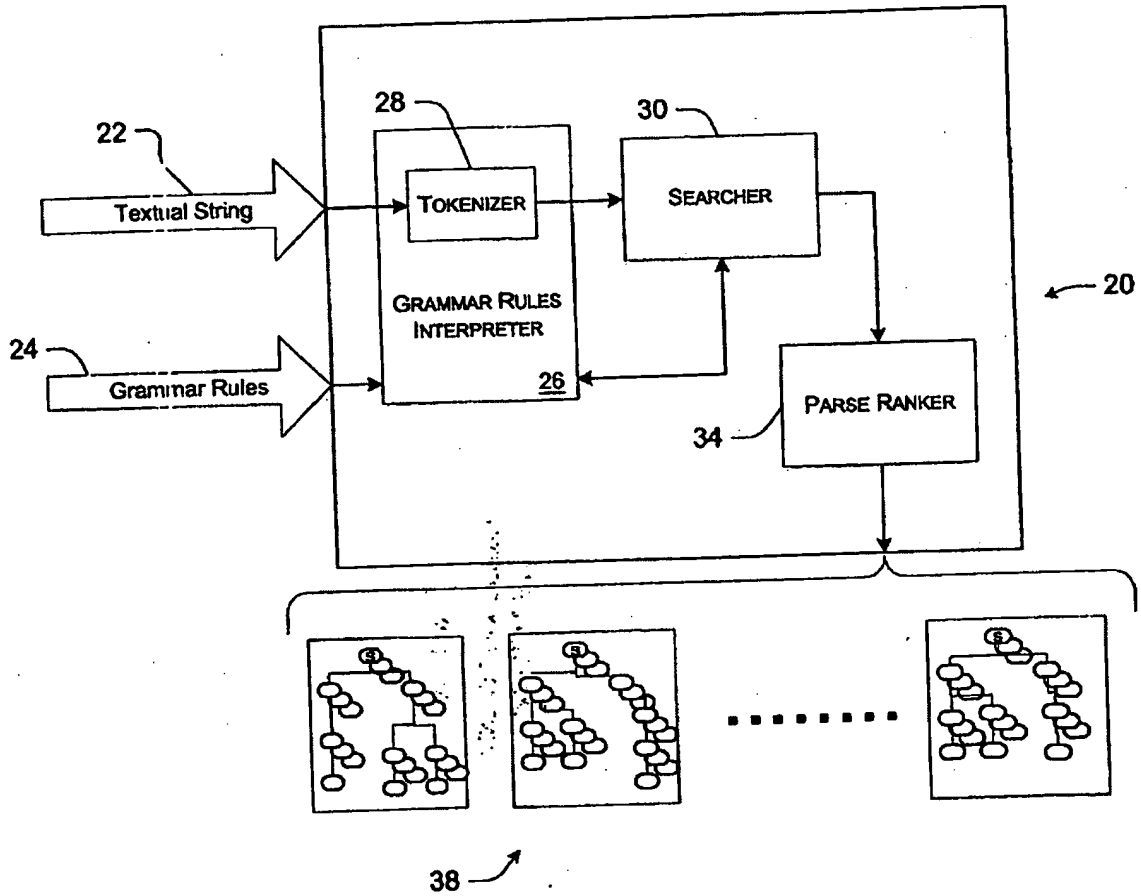 28
30
22
TOKENIZER
SEARCHER
Textual String
GRAMMAR RULES
INTERPRETER
20
24
Grammar Rules
26
PARSE RANKER
34
S
S
S
38